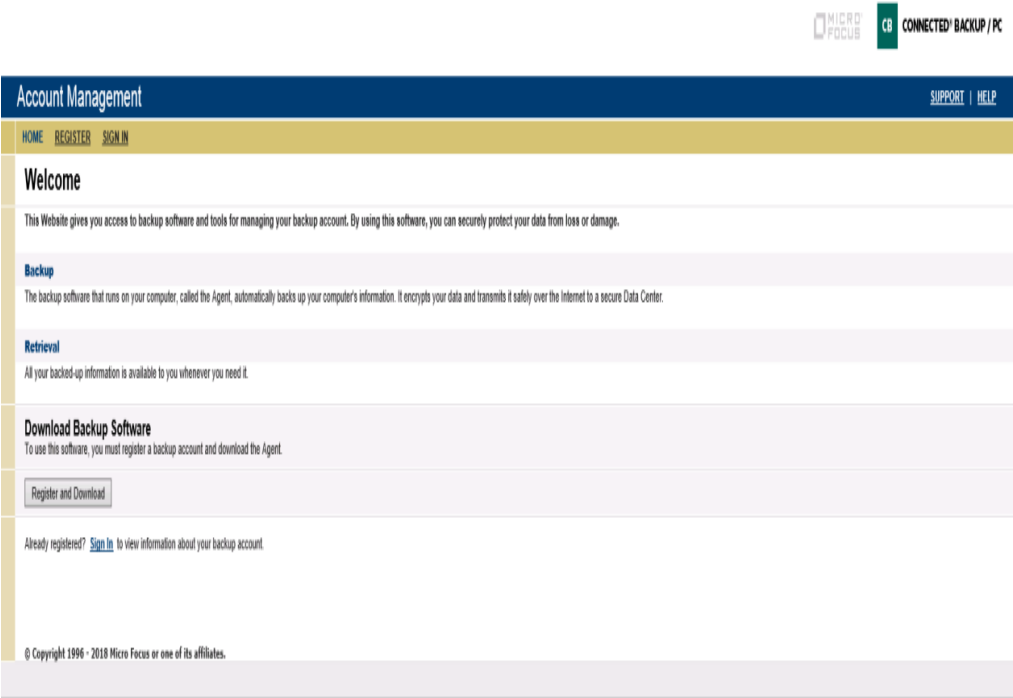 MICRO FOCUS
CB CONNECTED® BACKUP / PC
Account Management
SUPPORT | HELP
HOME REGISTER SIGN IN
Welcome
This Website gives you access to backup software and tools for managing your backup account. By using this software, you can securely protect your data from loss or damage.
Backup
The backup software that runs on your computer, called the Agent, automatically backs up your computer's information. It encrypts your data and transmits it safely over the Internet to a secure Data Center.
Retrieval
All your backed-up information is available to you whenever you need it.
Download Backup Software
To use this software, you must register a backup account and download the Agent.
Register and Download
Already registered? Sign In to view information about your backup account.
© Copyright 1996 - 2018 Micro Focus or one of its affiliates.